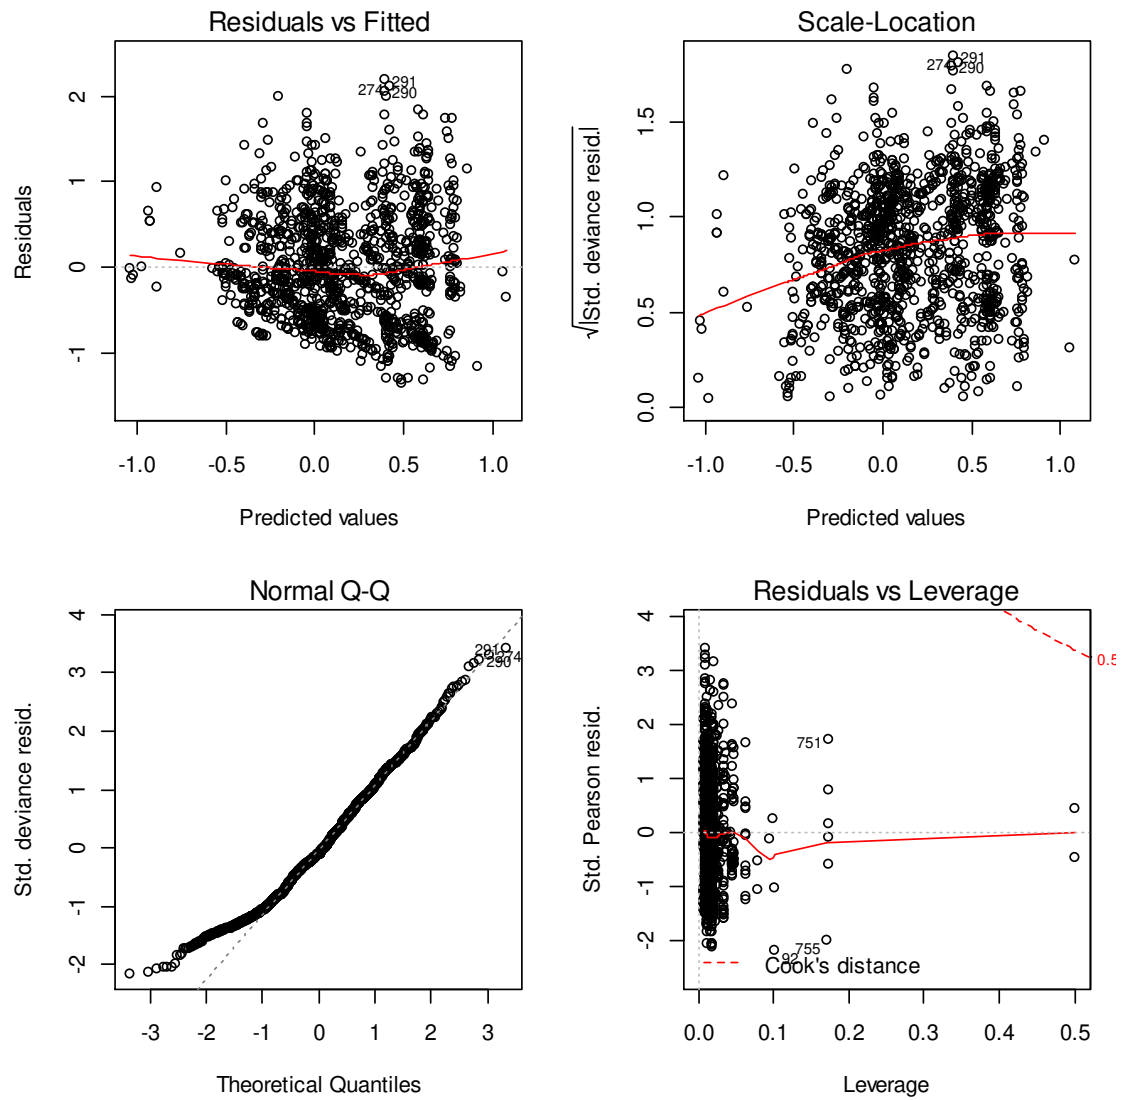 Residuals vs Fitted
Residuals
2
1
0
-1
274
291
290
-1.0 -0.5 0.0 0.5 1.0
Predicted values
Scale-Location
√|Std. deviance resid.|
1.5
1.0
0.5
0.0
274
291
290
-1.0 -0.5 0.0 0.5 1.0
Predicted values
Normal Q-Q
Std. deviance resid.
4
3
2
1
0
-1
-2
291
274
290
-3 -2 -1 0 1 2 3
Theoretical Quantiles
Residuals vs Leverage
Std. Pearson resid.
4
3
2
1
0
-1
-2
0.5
751
755
92
Cook's distance
0.0 0.1 0.2 0.3 0.4 0.5
Leverage